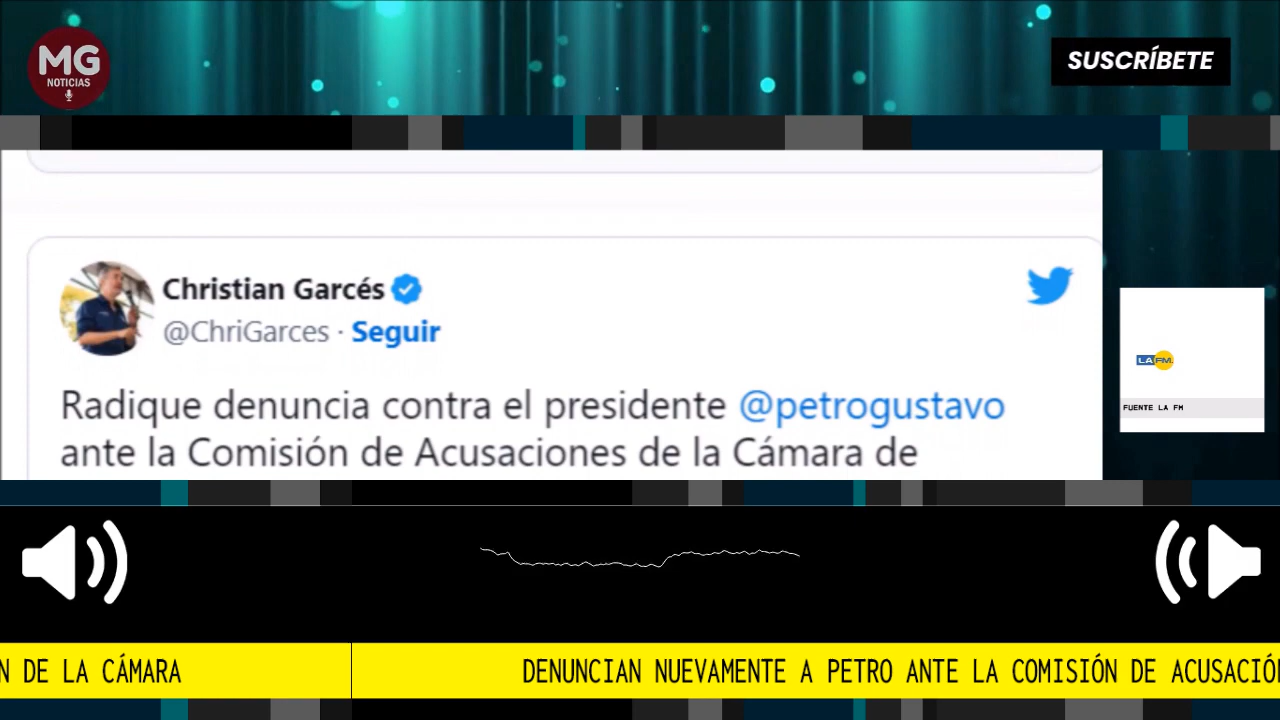 MG
NOTICIAS
SUSCRÍBETE
Christian Garcés
@ChriGarces · Seguir
Radique denuncia contra el presidente @petrogustavo
ante la Comisión de Acusaciones de la Cámara de
LA FM
FUENTE LA FM
N DE LA CÁMARA
DENUNCIAN NUEVAMENTE A PETRO ANTE LA COMISIÓN DE ACUSACIÓN